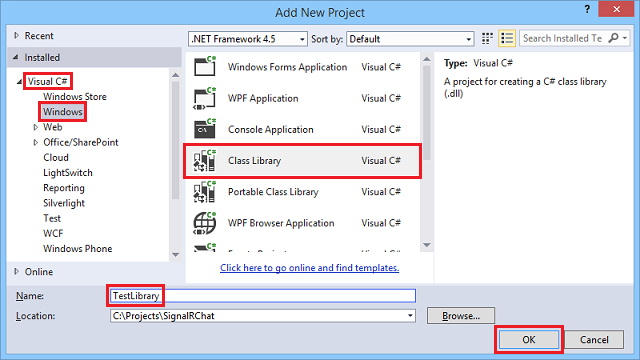 Add New Project
? ×
Recent
.NET Framework 4.5 Sort by: Default Search Installed Te
Installed
Visual C#
Windows Store
Windows
Web
Office/SharePoint
Cloud
LightSwitch
Reporting
Silverlight
Test
WCF
Windows Phone
Online
Windows Forms Application Visual C#
WPF Application Visual C#
Console Application Visual C#
Class Library Visual C#
Portable Class Library Visual C#
WPF Browser Application Visual C#
Click here to go online and find templates.
Type: Visual C#
A project for creating a C# class library
(.dll)
Name: TestLibrary
Location: C:\Projects\SignalRChat Browse...
OK Cancel